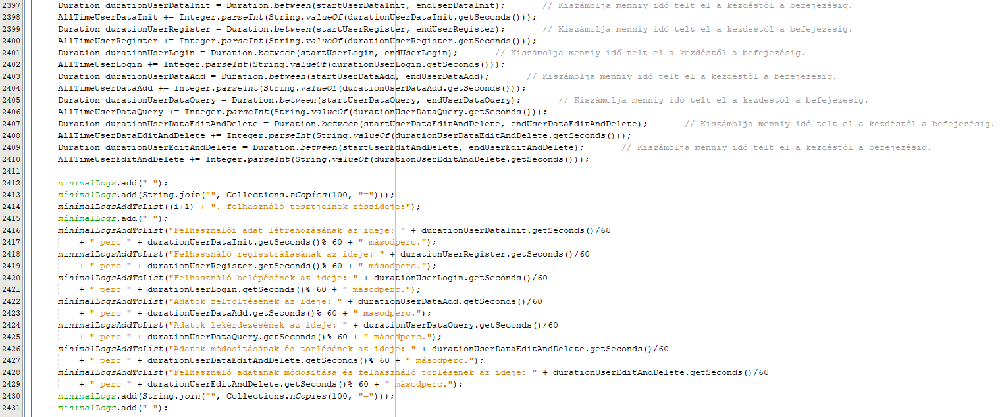 2397 Duration durationUserDataInit = Duration.between(startUserDataInit, endUserDataInit); // Kiszámolja menniy idő telt el a kezdéstől a befejezésig.
2398 AllTimeUserDataInit += Integer.parseInt(String.valueOf(durationUserDataInit.getSeconds()));
2399 Duration durationUserRegister = Duration.between(startUserRegister, endUserRegister); // Kiszámolja menniy idő telt el a kezdéstől a befejezésig.
2400 AllTimeUserRegister += Integer.parseInt(String.valueOf(durationUserRegister.getSeconds()));
2401 Duration durationUserLogin = Duration.between(startUserLogin, endUserLogin); // Kiszámolja menniy idő telt el a kezdéstől a befejezésig.
2402 AllTimeUserLogin += Integer.parseInt(String.valueOf(durationUserLogin.getSeconds()));
2403 Duration durationUserDataAdd = Duration.between(startUserDataAdd, endUserDataAdd); // Kiszámolja menniy idő telt el a kezdéstől a befejezésig.
2404 AllTimeUserDataAdd += Integer.parseInt(String.valueOf(durationUserDataAdd.getSeconds()));
2405 Duration durationUserDataQuery = Duration.between(startUserDataQuery, endUserDataQuery); // Kiszámolja menniy idő telt el a kezdéstől a befejezésig.
2406 AllTimeUserDataQuery += Integer.parseInt(String.valueOf(durationUserDataQuery.getSeconds()));
2407 Duration durationUserDataEditAndDelete = Duration.between(startUserDataEditAndDelete, endUserDataEditAndDelete); // Kiszámolja menniy idő telt el a kezdéstől a befejezésig.
2408 AllTimeUserDataEditAndDelete += Integer.parseInt(String.valueOf(durationUserDataEditAndDelete.getSeconds()));
2409 Duration durationUserEditAndDelete = Duration.between(startUserEditAndDelete, endUserEditAndDelete); // Kiszámolja menniy idő telt el a kezdéstől a befejezésig.
2410 AllTimeUserEditAndDelete += Integer.parseInt(String.valueOf(durationUserEditAndDelete.getSeconds()));
2411
2412 minimalLogs.add(" ");
2413 minimalLogs.add(String.join("", Collections.nCopies(100, "=")));
2414 minimalLogsAddToList((i+1) + ". felhasználó tesztjeinek részideje:");
2415 minimalLogs.add(" ");
2416 minimalLogsAddToList("Felhasználói adat létrehozásának az ideje: " + durationUserDataInit.getSeconds()/60
2417 + " perc " + durationUserDataInit.getSeconds()% 60 + " másodperc.");
2418 minimalLogsAddToList("Felhasználó regisztrálásának az ideje: " + durationUserRegister.getSeconds()/60
2419 + " perc " + durationUserRegister.getSeconds()% 60 + " másodperc.");
2420 minimalLogsAddToList("Felhasználó belépésének az ideje: " + durationUserLogin.getSeconds()/60
2421 + " perc " + durationUserLogin.getSeconds()% 60 + " másodperc.");
2422 minimalLogsAddToList("Adatok feltöltésének az ideje: " + durationUserDataAdd.getSeconds()/60
2423 + " perc " + durationUserDataAdd.getSeconds()% 60 + " másodperc.");
2424 minimalLogsAddToList("Adatok lekérdezésének az ideje: " + durationUserDataQuery.getSeconds()/60
2425 + " perc " + durationUserDataQuery.getSeconds()% 60 + " másodperc.");
2426 minimalLogsAddToList("Adatok módosításának és törlésének az ideje: " + durationUserDataEditAndDelete.getSeconds()/60
2427 + " perc " + durationUserDataEditAndDelete.getSeconds()% 60 + " másodperc.");
2428 minimalLogsAddToList("Felhasználó adatának módosítása és felhasználó törlésének az ideje: " + durationUserEditAndDelete.getSeconds()/60
2429 + " perc " + durationUserEditAndDelete.getSeconds()% 60 + " másodperc.");
2430 minimalLogs.add(String.join("", Collections.nCopies(100, "=")));
2431 minimalLogs.add(" ");